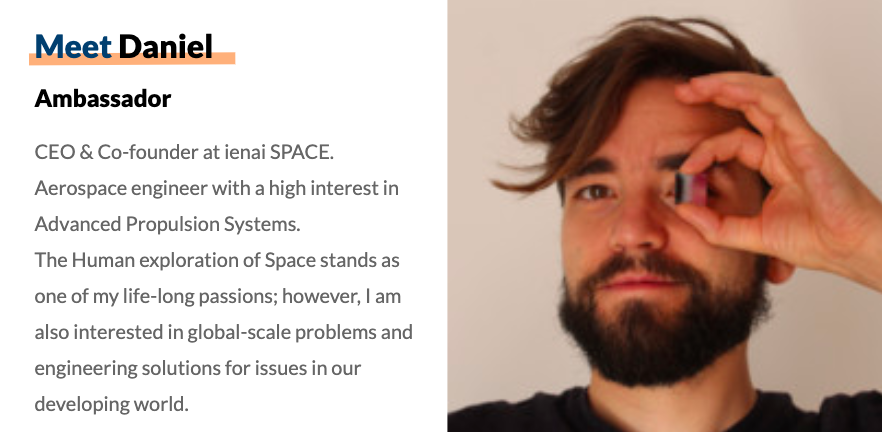 Meet Daniel
Ambassador
CEO & Co-founder at ienai SPACE.
Aerospace engineer with a high interest in
Advanced Propulsion Systems.
The Human exploration of Space stands as
one of my life-long passions; however, I am
also interested in global-scale problems and
engineering solutions for issues in our
developing world.